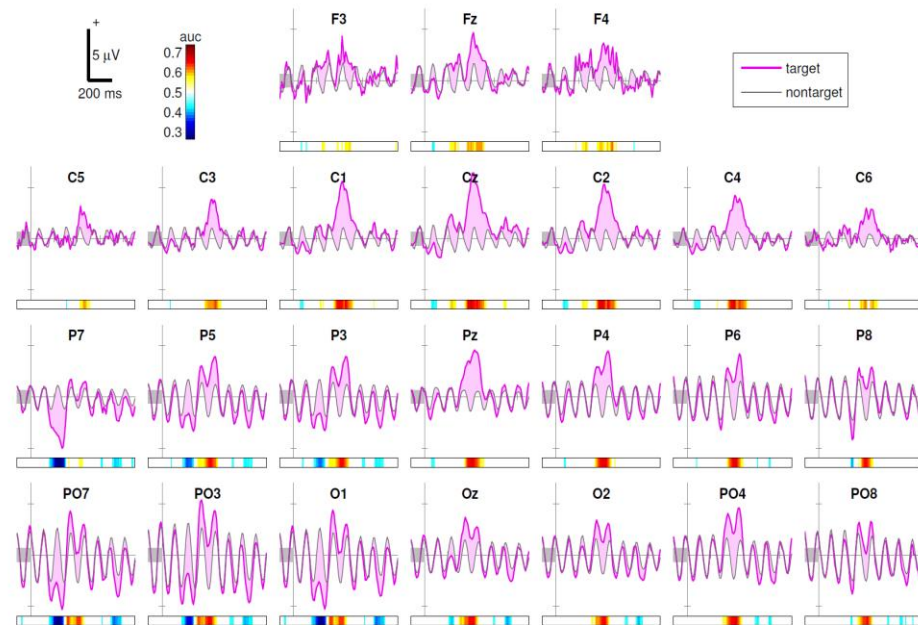 F3 Fz F4
+
5 μV
200 ms
auc
0.7
0.6
0.5
0.4
0.3
target
nontarget
C5 C3 C1 Cz C2 C4 C6
P7 P5 P3 Pz P4 P6 P8
PO7 PO3 O1 Oz O2 PO4 PO8